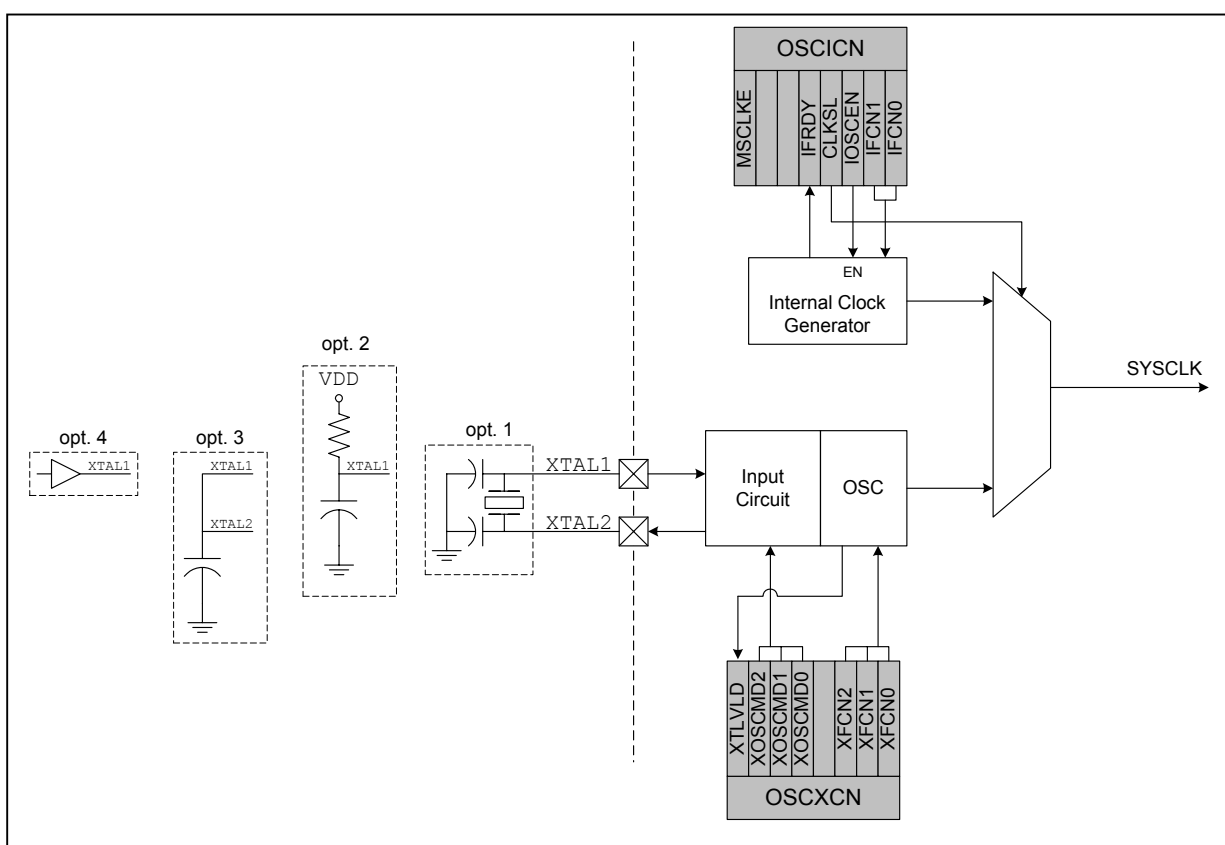 OSCICN
MSCLKE
IFRDY
CLKSL
IOSCEN
IFCN1
IFCN0
EN
Internal Clock
Generator
SYSCLK
opt. 2
VDD
XTAL1
opt. 4
XTAL1
opt. 3
XTAL1
XTAL2
opt. 1
XTAL1
XTAL2
Input
Circuit
OSC
XTLVLD
XOSCMD2
XOSCMD1
XOSCMD0
XFCN2
XFCN1
XFCN0
OSCXCN